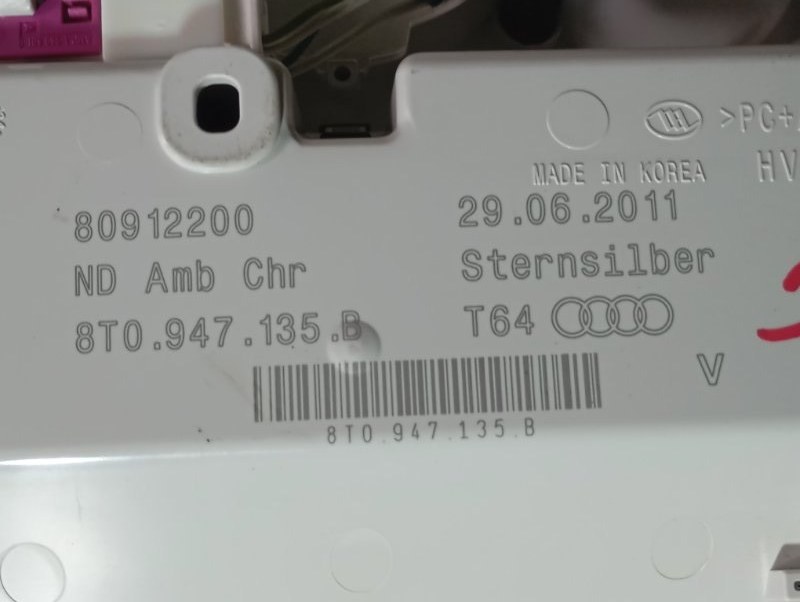 >PC+
HV
MADE IN KOREA
80912200
29.06.2011
ND Amb Chr
Sternsilber
8T0.947.135.B
T64
V
8T0.947.135.B